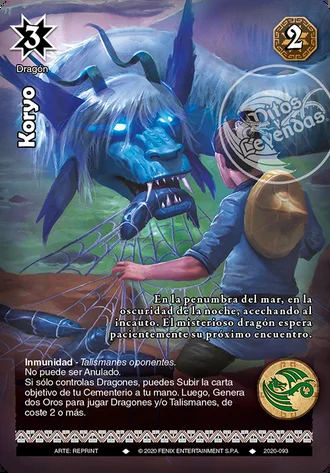 3
2
Dragón
Koryo
Mitos y
Leyendas
En la penumbra del mar, en la
oscuridad de la noche, acechando al
incauto. El misterioso dragón espera
pacientemente su próximo encuentro.
Inmunidad - Talismanes oponentes.
No puede ser Anulado.
Si sólo controlas Dragones, puedes Subir la carta
objetivo de tu Cementerio a tu mano. Luego, Genera
dos Oros para jugar Dragones y/o Talismanes, de
coste 2 o más.
ARTE: REPRINT
© 2020 FENIX ENTERTAINMENT S.P.A.
2020-093